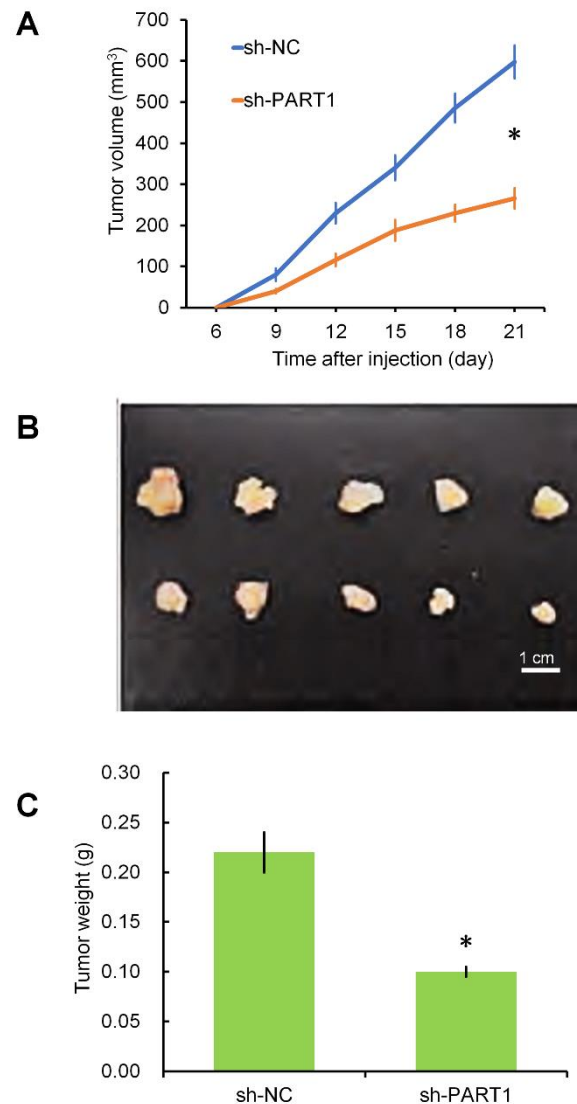 A
700
600
500
400
300
200
100
0
Tumor volume (mm³)
sh-NC
sh-PART1
*
6 9 12 15 18 21
Time after injection (day)
B
1 cm
C
0.30
0.25
0.20
0.15
0.10
0.05
0.00
Tumor weight (g)
*
sh-NC sh-PART1